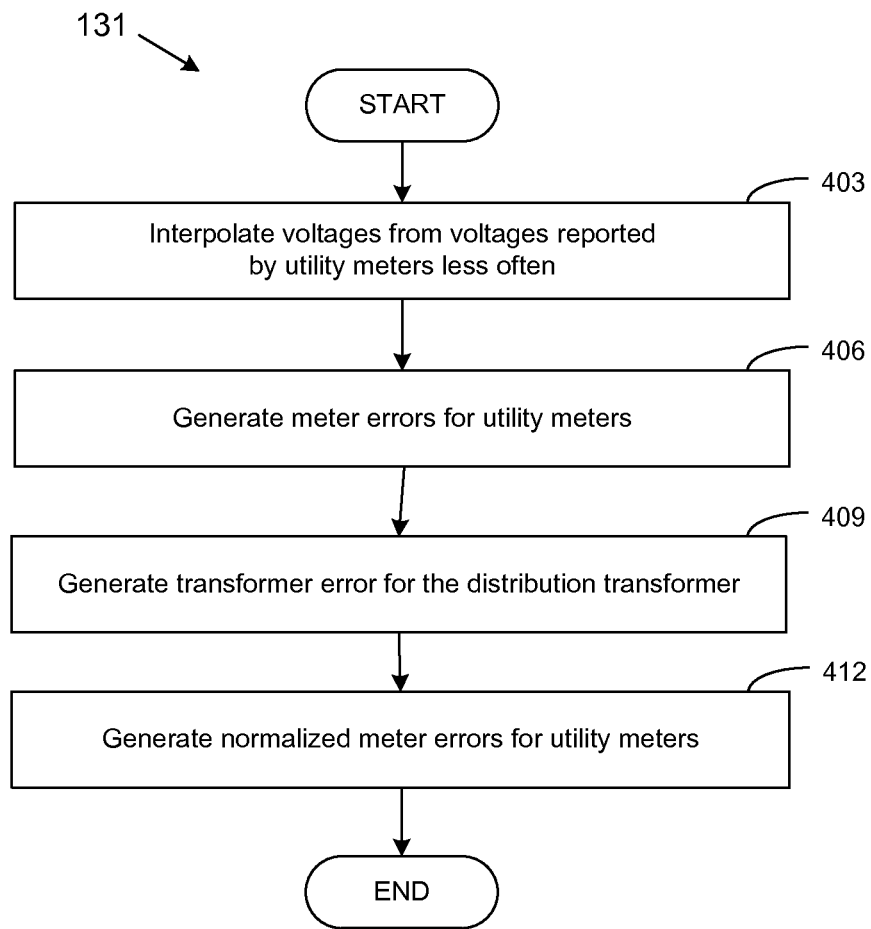 131
START
403
Interpolate voltages from voltages reported
by utility meters less often
406
Generate meter errors for utility meters
409
Generate transformer error for the distribution transformer
412
Generate normalized meter errors for utility meters
END